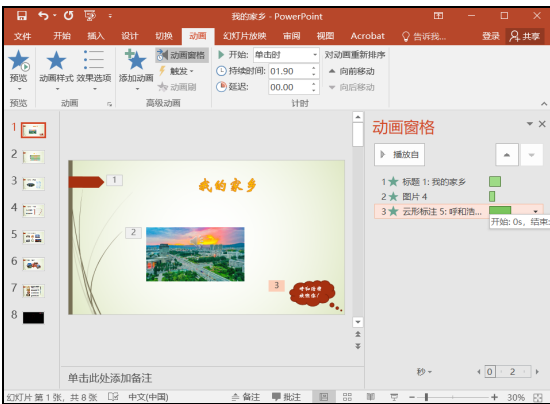 我的家乡 - PowerPoint
文件 开始 插入 设计 切换 动画 幻灯片放映 审阅 视图 Acrobat 告诉我... 登录 共享
预览 动画样式 效果选项 添加动画
动画窗格
触发
动画刷
开始: 单击时
持续时间: 01.90
延迟: 00.00
对动画重新排序
向前移动
向后移动
预览 动画 高级动画 计时
1
2
3
4
5
6
7
8
1
我的家乡
2
3
动画窗格
播放自
1 标题 1: 我的家乡
2 图片 4
3 云形标注 5: 呼和浩...
开始: 0s, 结束:
单击此处添加备注
秒 0 2
幻灯片 第 1 张，共 8 张 中文(中国) 备注 批注 30%